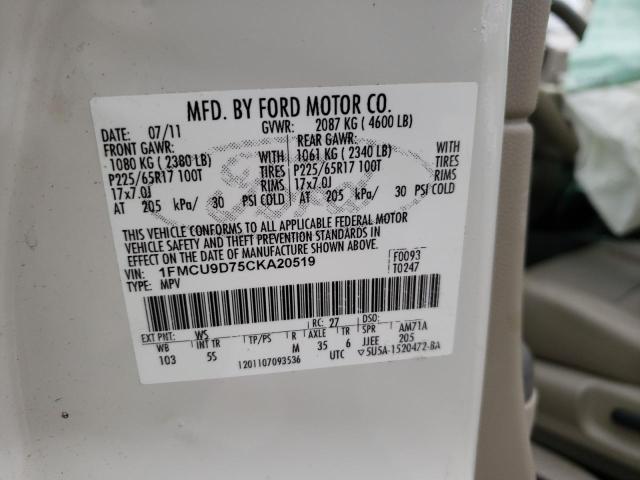 MFD. BY FORD MOTOR CO.
DATE: 07/11 GVWR: 2087 KG ( 4600 LB)
FRONT GAWR: REAR GAWR:
1080 KG ( 2380 LB) WITH 1061 KG ( 2340 LB) WITH
P225/65R17 100T TIRES P225/65R17 100T TIRES
17x7.0J RIMS 17x7.0J RIMS
AT 205 kPa/ 30 PSI COLD AT 205 kPa/ 30 PSI COLD
Ford
THIS VEHICLE CONFORMS TO ALL APPLICABLE FEDERAL MOTOR
VEHICLE SAFETY AND THEFT PREVENTION STANDARDS IN
EFFECT ON THE DATE OF MANUFACTURE SHOWN ABOVE.
VIN: 1FMCU9D75CKA20519 F0093
TYPE: MPV T0247
EXT PNT: WS RC: 27 DSO:
WB INT TR TP/PS R AXLE TR SPR AM71A
103 5S M 35 6 JJEE 205
1201107093536 UTC ▽5U5A-1520472-BA